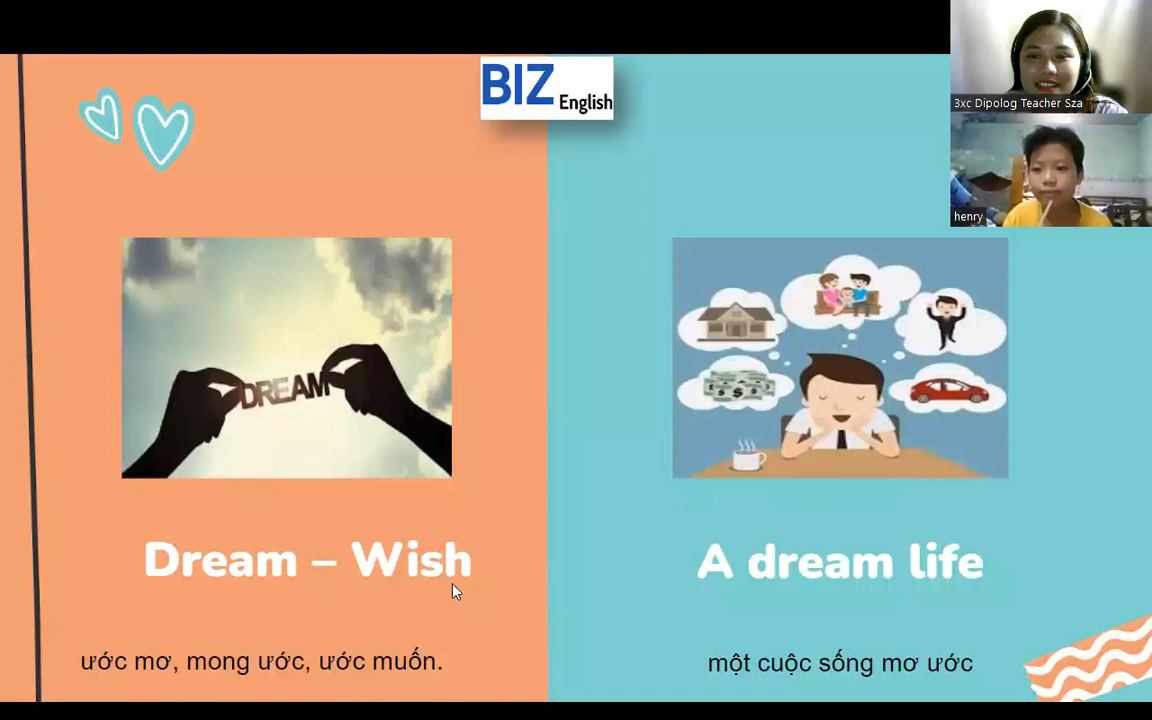 BIZ
English
3xc Dipolog Teacher Sza
henry
DREAM
Dream – Wish
A dream life
ước mơ, mong ước, ước muốn.
một cuộc sống mơ ước